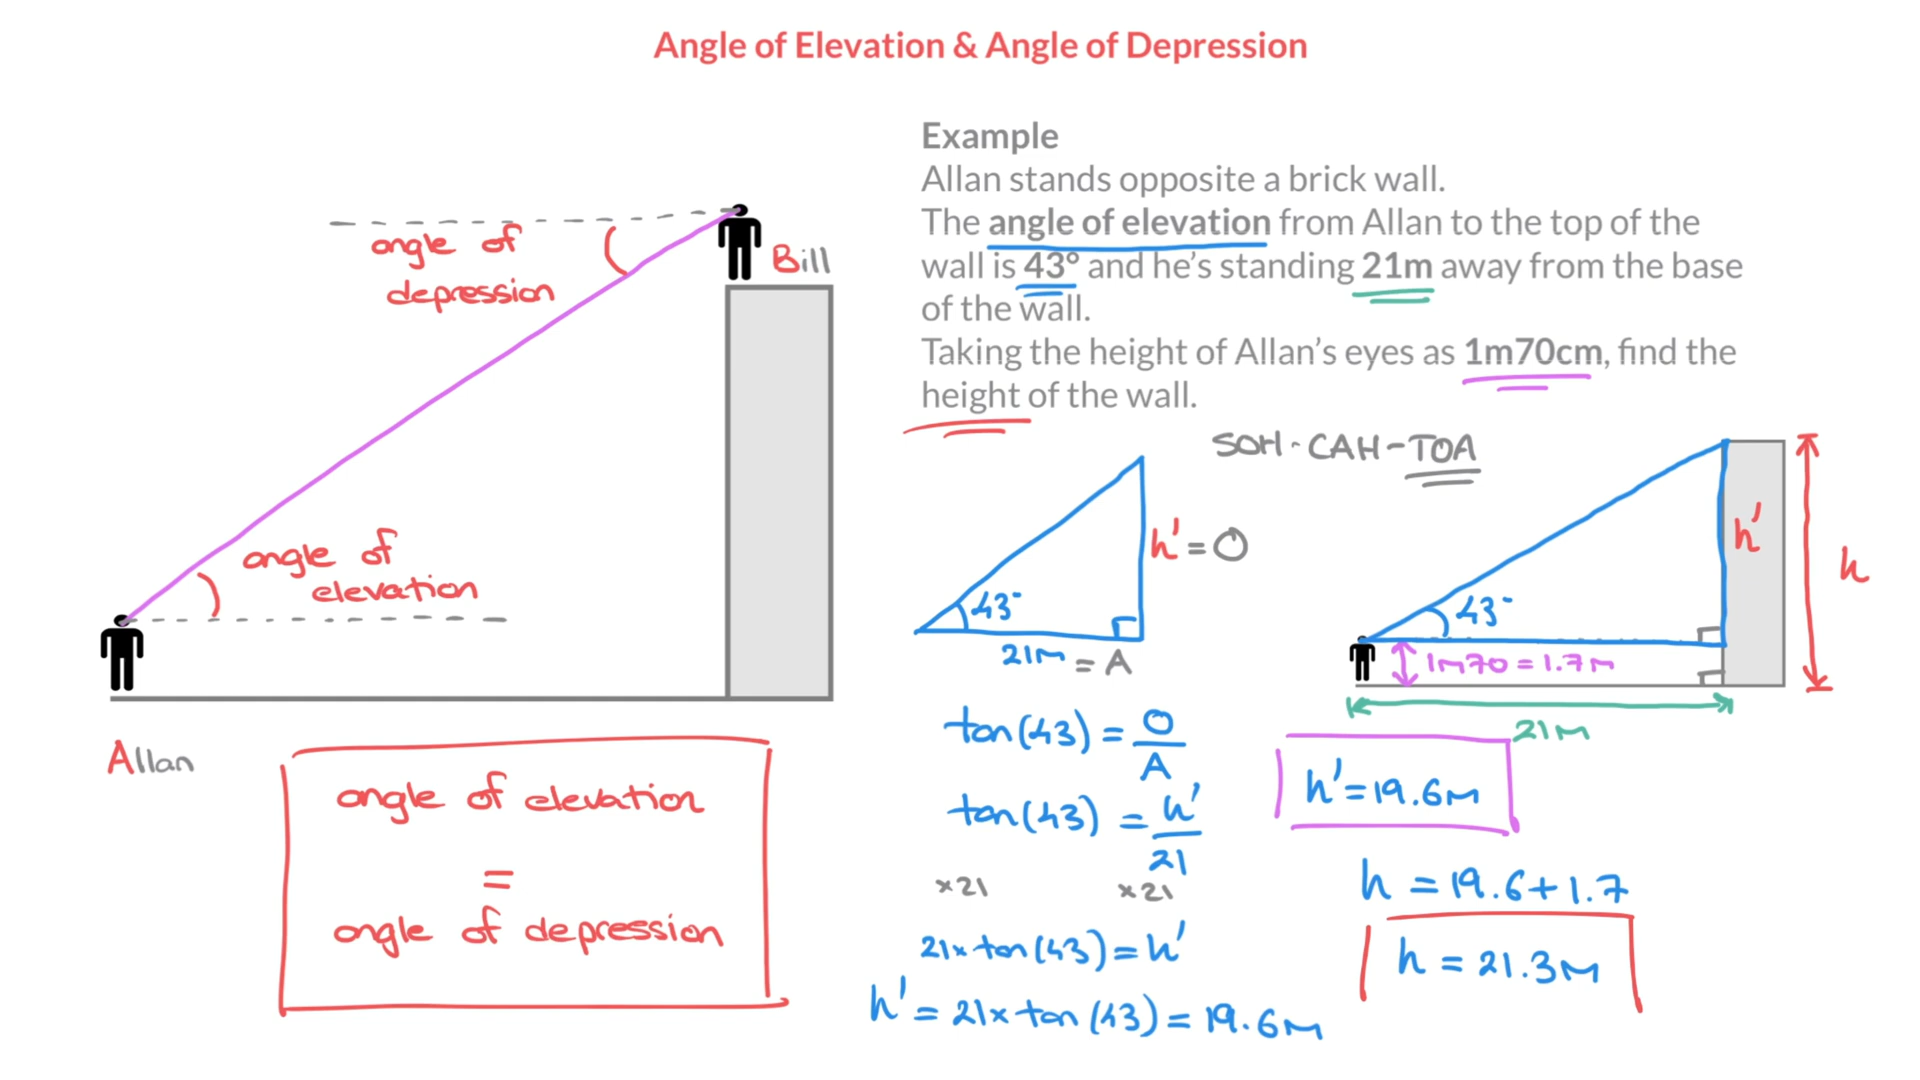 Angle of Elevation & Angle of Depression
angle of
depression
Bill
angle of
elevation
Allan
angle of elevation
=
angle of depression
Example
Allan stands opposite a brick wall.
The angle of elevation from Allan to the top of the
wall is 43° and he's standing 21m away from the base
of the wall.
Taking the height of Allan's eyes as 1m70cm, find the
height of the wall.
SOH-CAH-TOA
43°
h' = O
21m = A
h'
h
43°
1m70 = 1.7m
21m
tan(43) = O/A
tan(43) = h'/21
×21 ×21
21×tan(43) = h'
h' = 21×tan(43) = 19.6m
h' = 19.6m
h = 19.6+1.7
h = 21.3m